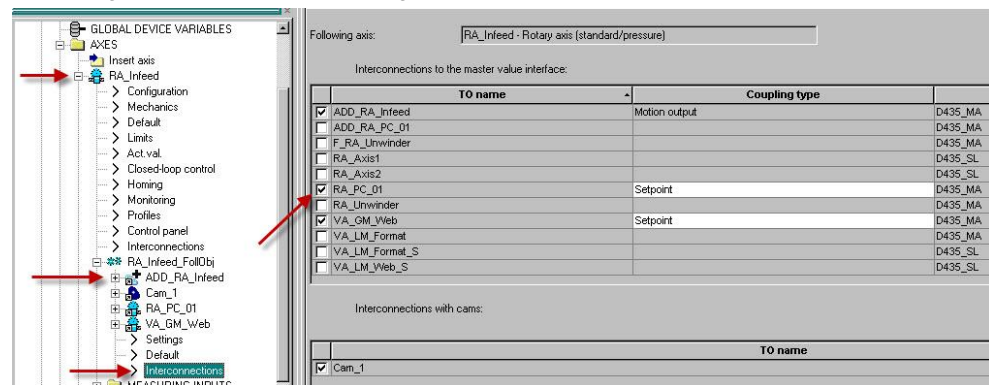 GLOBAL DEVICE VARIABLES
AXES
Insert axis
RA_Infeed
Configuration
Mechanics
Default
Limits
Act.val.
Closed-loop control
Homing
Monitoring
Profiles
Control panel
Interconnections
RA_Infeed_FollObj
ADD_RA_Infeed
Cam_1
RA_PC_01
VA_GM_Web
Settings
Default
Interconnections
MEASURING INPUTS
Following axis: RA_Infeed - Rotary axis (standard/pressure)
Interconnections to the master value interface:
TO name Coupling type
ADD_RA_Infeed Motion output D435_MA
ADD_RA_PC_01 D435_MA
F_RA_Unwinder D435_MA
RA_Axis1 D435_SL
RA_Axis2 D435_SL
RA_PC_01 Setpoint D435_MA
RA_Unwinder D435_MA
VA_GM_Web Setpoint D435_MA
VA_LM_Format D435_MA
VA_LM_Format_S D435_SL
VA_LM_Web_S D435_SL
Interconnections with cams:
TO name
Cam_1